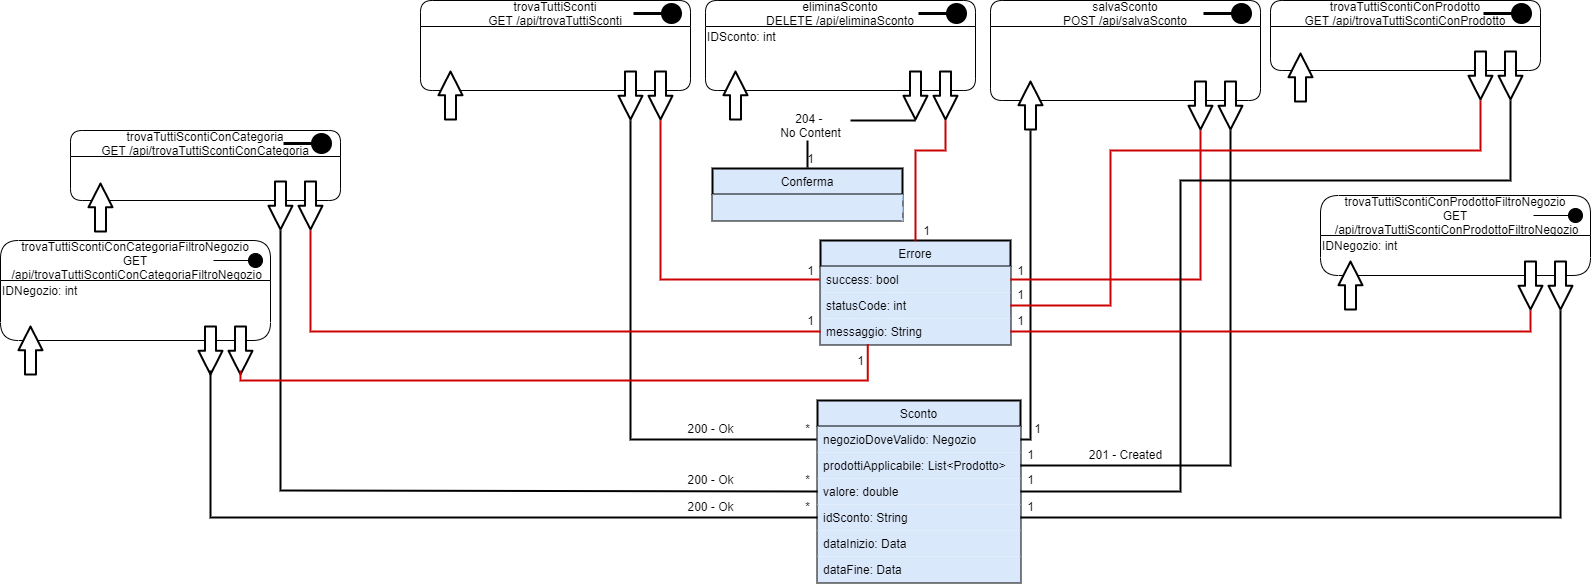 trovaTuttiSconti
GET /api/trovaTuttiSconti
eliminaSconto
DELETE /api/eliminaSconto
IDSconto: int
salvaSconto
POST /api/salvaSconto
trovaTuttiScontiConProdotto
GET /api/trovaTuttiScontiConProdotto
204 -
No Content
1
trovaTuttiScontiConCategoria
GET /api/trovaTuttiScontiConCategoria
Conferma
trovaTuttiScontiConProdottoFiltroNegozio
GET
/api/trovaTuttiScontiConProdottoFiltroNegozio
IDNegozio: int
trovaTuttiScontiConCategoriaFiltroNegozio
GET
/api/trovaTuttiScontiConCategoriaFiltroNegozio
IDNegozio: int
1
Errore
1
success: bool
1
statusCode: int
1
1
messaggio: String
1
1
Sconto
200 - Ok
*
negozioDoveValido: Negozio
1
prodottiApplicabile: List<Prodotto>
1
201 - Created
200 - Ok
*
valore: double
1
200 - Ok
*
idSconto: String
1
dataInizio: Data
dataFine: Data